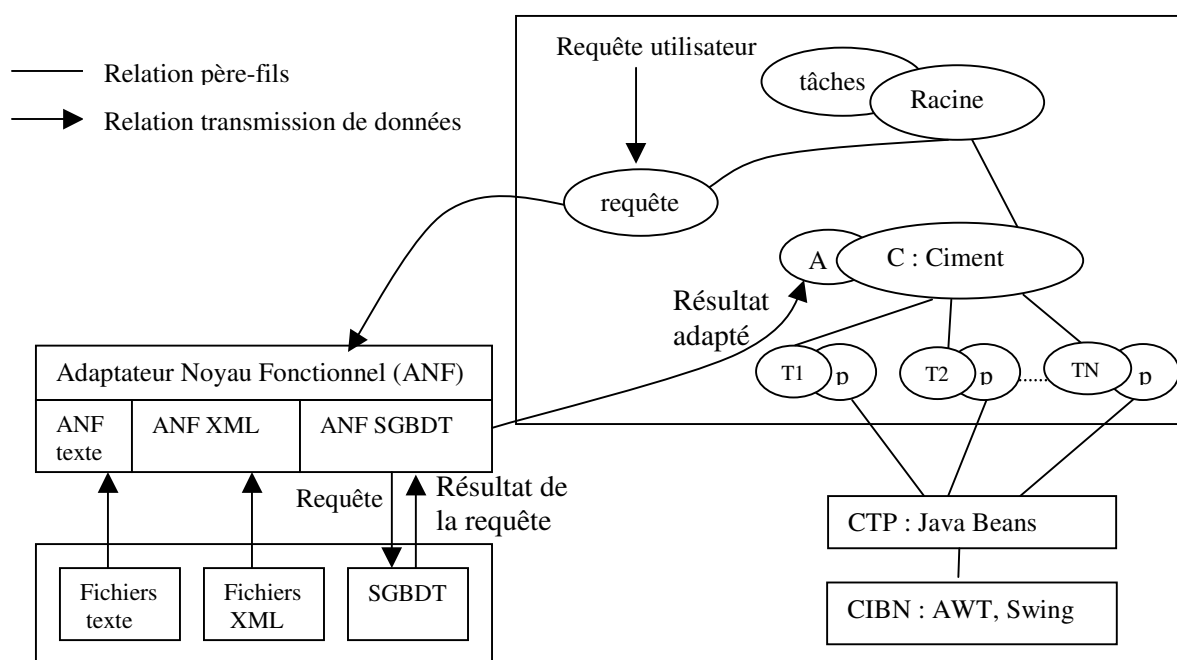 Relation père-fils
Relation transmission de données
Requête utilisateur
tâches
Racine
requête
A
C : Ciment
Résultat
adapté
T1
p
T2
p
......
TN
p
Adaptateur Noyau Fonctionnel (ANF)
ANF
texte
ANF XML
ANF SGBDT
Requête
Résultat de
la requête
Fichiers
texte
Fichiers
XML
SGBDT
CTP : Java Beans
CIBN : AWT, Swing